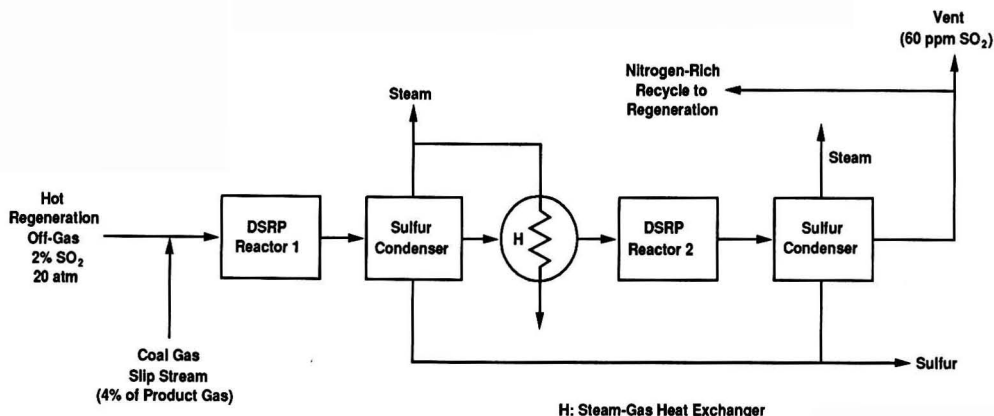 Vent
(60 ppm SO₂)
Nitrogen-Rich
Recycle to
Regeneration
Steam
Steam
Hot
Regeneration
Off-Gas
2% SO₂
20 atm
DSRP
Reactor 1
Sulfur
Condenser
H
DSRP
Reactor 2
Sulfur
Condenser
Coal Gas
Slip Stream
(4% of Product Gas)
Sulfur
H: Steam-Gas Heat Exchanger